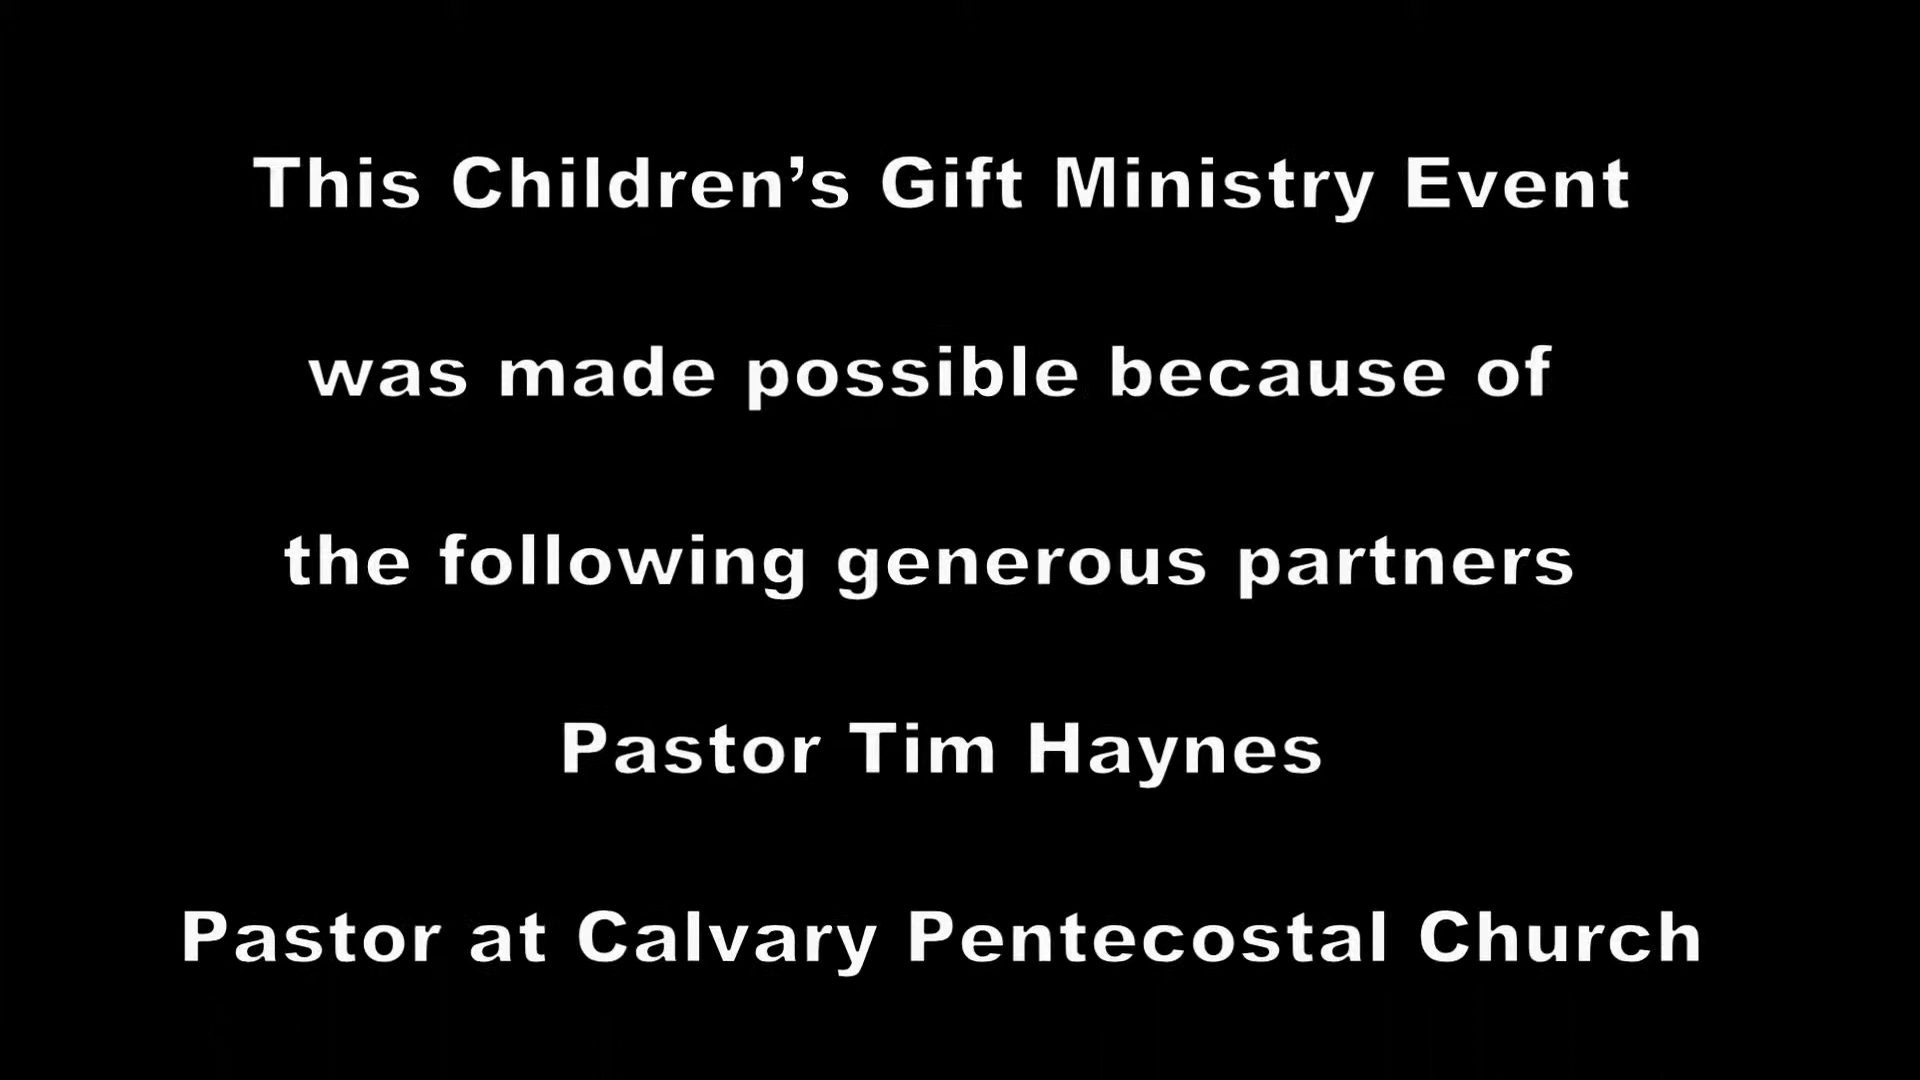 This Children’s Gift Ministry Event
was made possible because of
the following generous partners
Pastor Tim Haynes
Pastor at Calvary Pentecostal Church